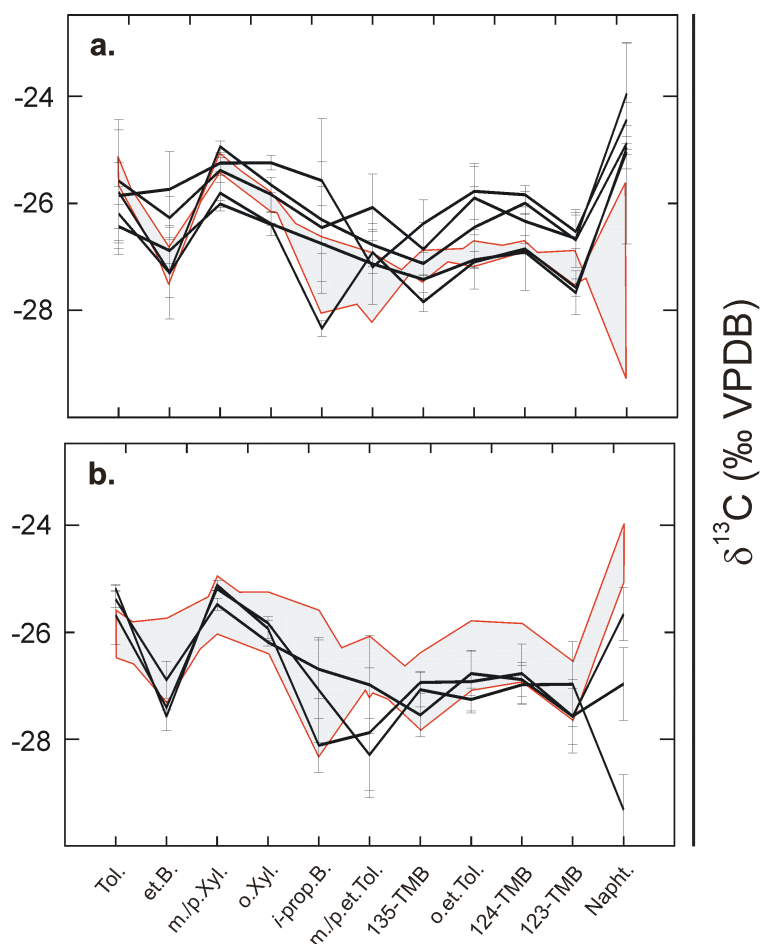 a.
-24
-26
-28
b.
-24
-26
-28
Tol.
et.B.
m./p.Xyl.
o.Xyl.
i-prop.B.
m./p.et.Tol.
135-TMB
o.et.Tol.
124-TMB
123-TMB
Napht.
δ¹³C (‰ VPDB)